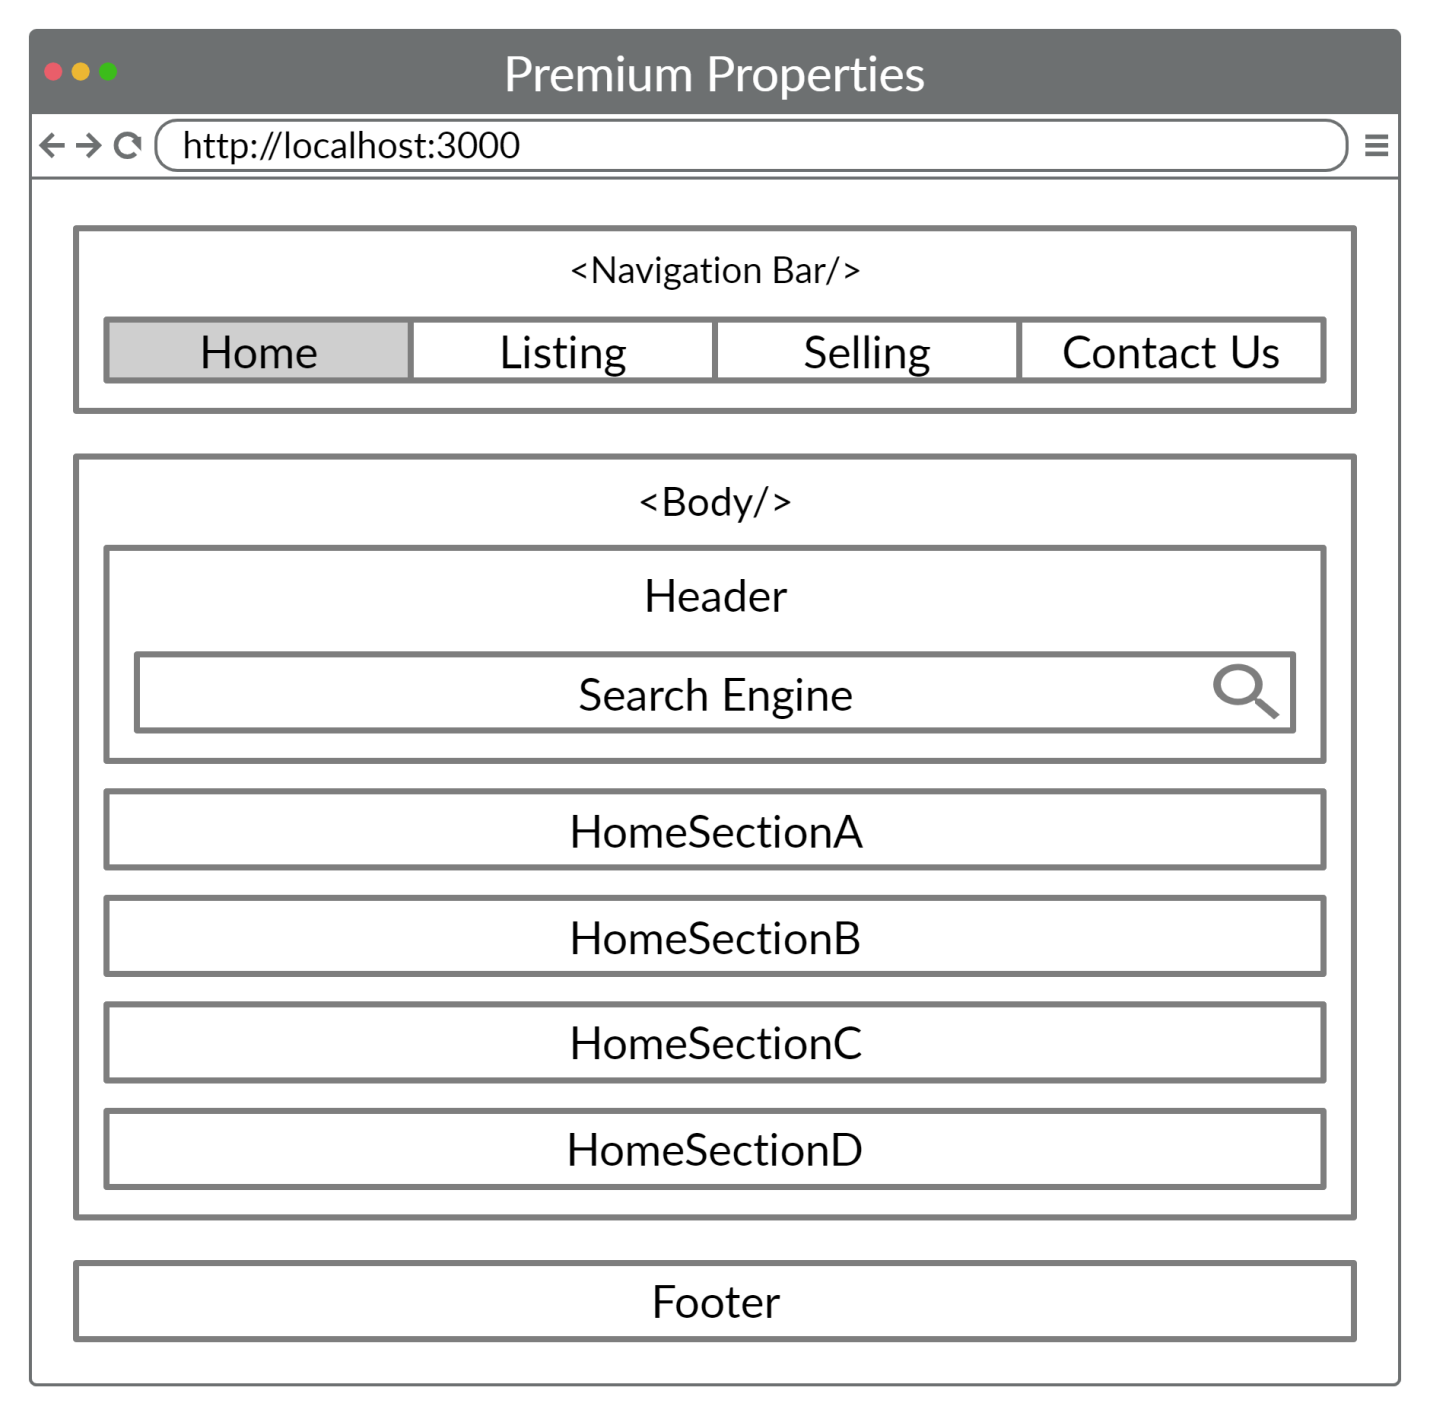 Premium Properties
http://localhost:3000
<Navigation Bar/>
Home Listing Selling Contact Us
<Body/>
Header
Search Engine
HomeSectionA
HomeSectionB
HomeSectionC
HomeSectionD
Footer